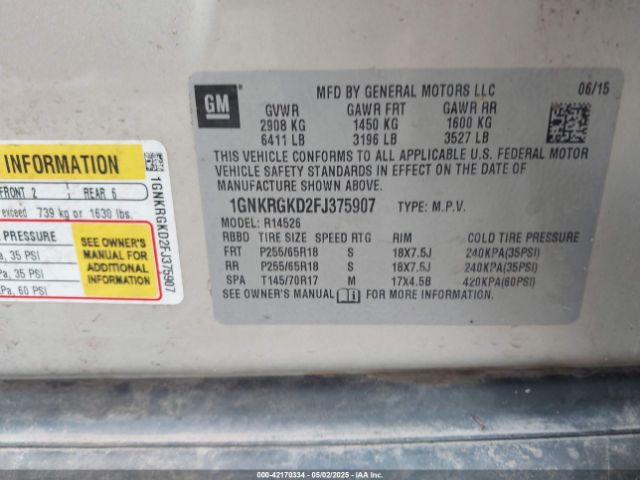 GM
MFD BY GENERAL MOTORS LLC 06/15
GVWR GAWR FRT GAWR RR
2908 KG 1450 KG 1600 KG
6411 LB 3196 LB 3527 LB
THIS VEHICLE CONFORMS TO ALL APPLICABLE U.S. FEDERAL MOTOR
VEHICLE SAFETY STANDARDS IN EFFECT ON THE DATE OF
MANUFACTURE SHOWN ABOVE.
1GNKRGKD2FJ375907 TYPE: M.P.V.
MODEL: R14526
RBBD TIRE SIZE SPEED RTG RIM COLD TIRE PRESSURE
FRT P255/65R18 S 18X7.5J 240KPA(35PSI)
RR P255/65R18 S 18X7.5J 240KPA(35PSI)
SPA T145/70R17 M 17X4.5B 420KPA(60PSI)
SEE OWNER'S MANUAL FOR MORE INFORMATION.
INFORMATION
FRONT 2 REAR 6
exceed 739 kg or 1630 lbs.
PRESSURE
a, 35 PSI
Pa, 35 PSI
Pa, 60 PSI
SEE OWNER'S
MANUAL FOR
ADDITIONAL
INFORMATION
1GNKRGKD2FJ375907
000-42170334 - 05/02/2025 - IAAI.COM